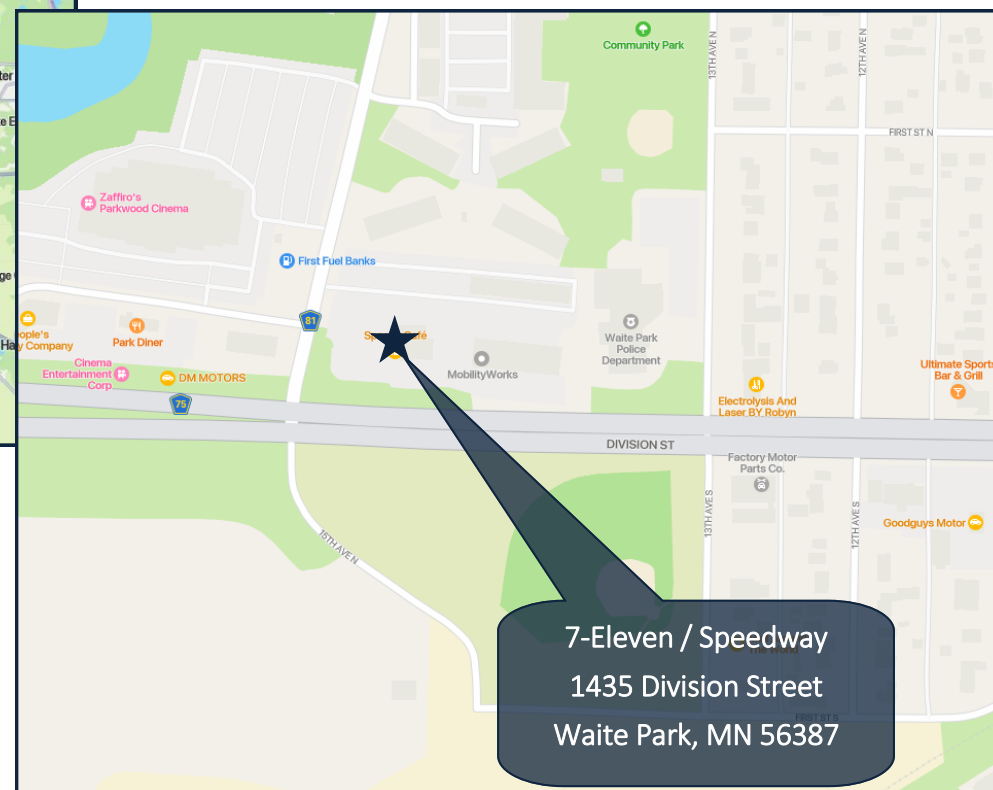 Community Park
13TH AVE N
12TH AVE N
FIRST ST N
Zaffiro's
Parkwood Cinema
First Fuel Banks
81
Park Diner
Cinema
Entertainment
Corp
DM MOTORS
75
MobilityWorks
Waite Park
Police
Department
Electrolysis And
Laser BY Robyn
Ultimate Sports
Bar & Grill
DIVISION ST
Factory Motor
Parts Co.
13TH AVE S
12TH AVE S
Goodguys Motor
15TH AVE N
7-Eleven / Speedway
1435 Division Street
Waite Park, MN 56387
FIRST ST S